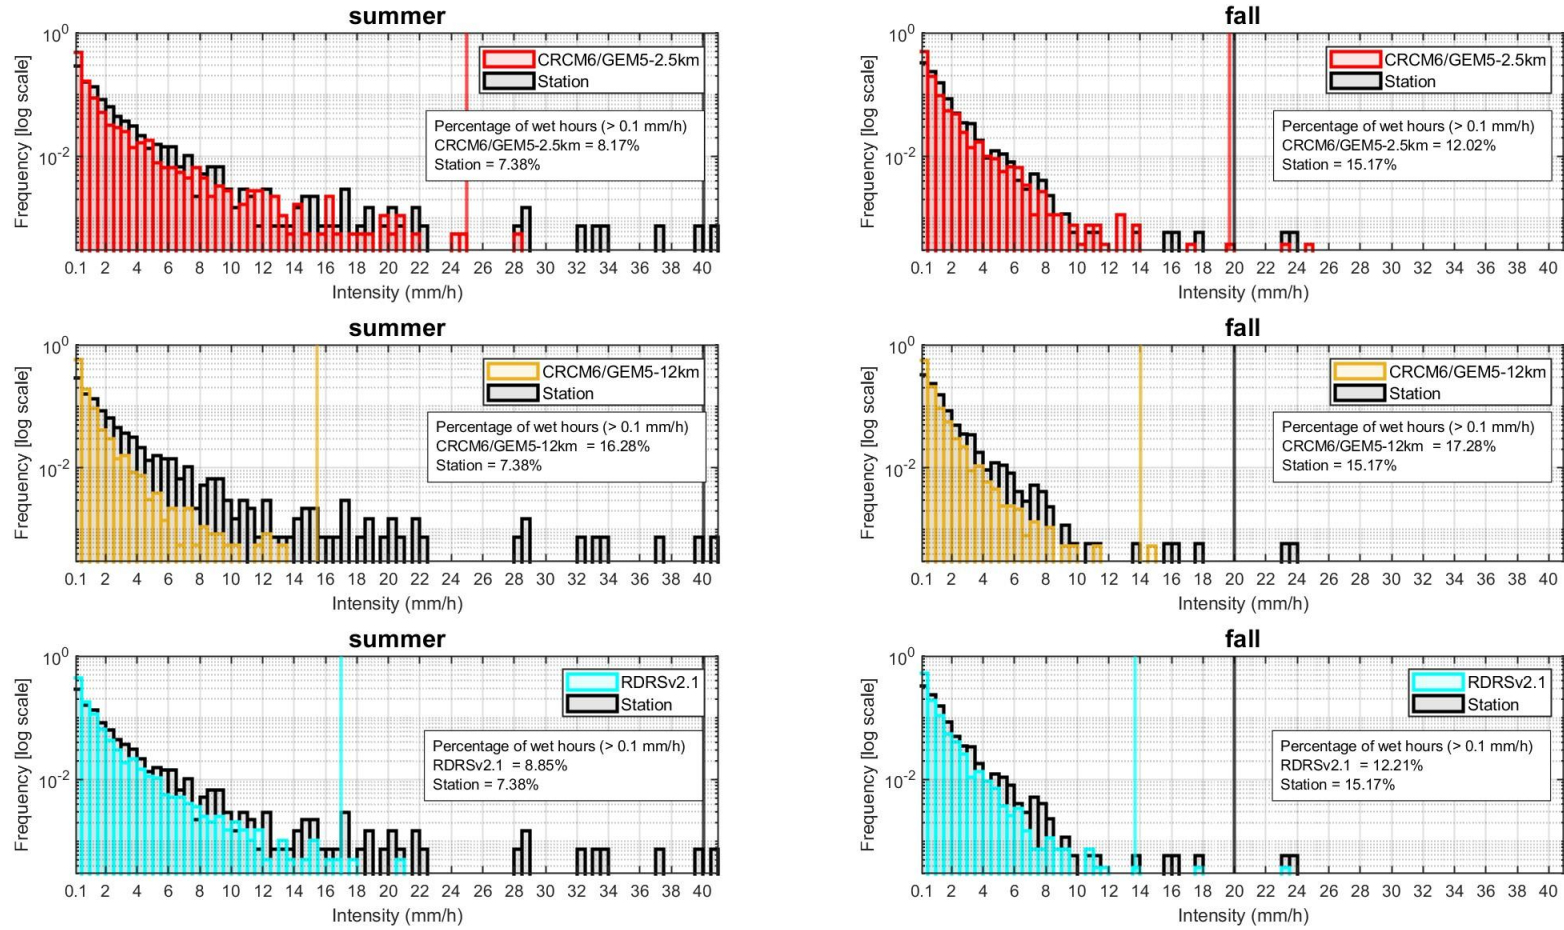 summer
Frequency [log scale]
10^0
10^-2
CRCM6/GEM5-2.5km
Station
Percentage of wet hours (> 0.1 mm/h)
CRCM6/GEM5-2.5km = 8.17%
Station = 7.38%
0.1 2 4 6 8 10 12 14 16 18 20 22 24 26 28 30 32 34 36 38 40
Intensity (mm/h)
fall
Frequency [log scale]
10^0
10^-2
CRCM6/GEM5-2.5km
Station
Percentage of wet hours (> 0.1 mm/h)
CRCM6/GEM5-2.5km = 12.02%
Station = 15.17%
0.1 2 4 6 8 10 12 14 16 18 20 22 24 26 28 30 32 34 36 38 40
Intensity (mm/h)
summer
Frequency [log scale]
10^0
10^-2
CRCM6/GEM5-12km
Station
Percentage of wet hours (> 0.1 mm/h)
CRCM6/GEM5-12km = 16.28%
Station = 7.38%
0.1 2 4 6 8 10 12 14 16 18 20 22 24 26 28 30 32 34 36 38 40
Intensity (mm/h)
fall
Frequency [log scale]
10^0
10^-2
CRCM6/GEM5-12km
Station
Percentage of wet hours (> 0.1 mm/h)
CRCM6/GEM5-12km = 17.28%
Station = 15.17%
0.1 2 4 6 8 10 12 14 16 18 20 22 24 26 28 30 32 34 36 38 40
Intensity (mm/h)
summer
Frequency [log scale]
10^0
10^-2
RDRSv2.1
Station
Percentage of wet hours (> 0.1 mm/h)
RDRSv2.1 = 8.85%
Station = 7.38%
0.1 2 4 6 8 10 12 14 16 18 20 22 24 26 28 30 32 34 36 38 40
Intensity (mm/h)
fall
Frequency [log scale]
10^0
10^-2
RDRSv2.1
Station
Percentage of wet hours (> 0.1 mm/h)
RDRSv2.1 = 12.21%
Station = 15.17%
0.1 2 4 6 8 10 12 14 16 18 20 22 24 26 28 30 32 34 36 38 40
Intensity (mm/h)